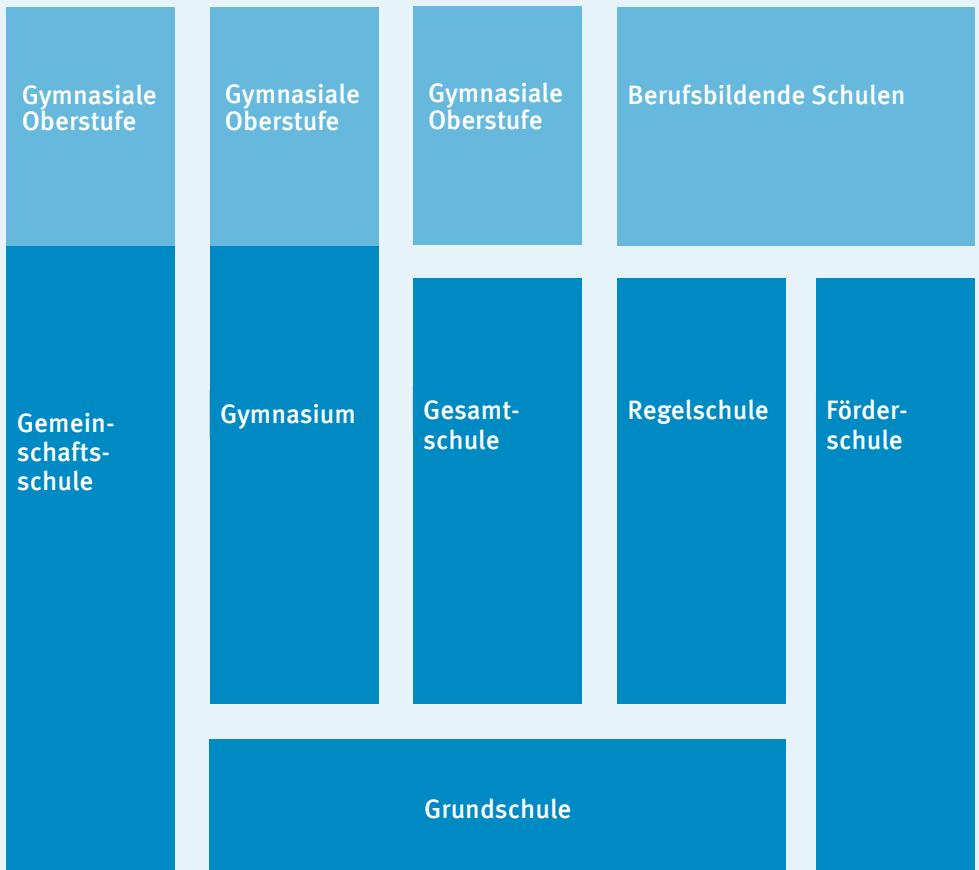 Gymnasiale
Oberstufe
Gymnasiale
Oberstufe
Gymnasiale
Oberstufe
Berufsbildende Schulen
Gemein-
schafts-
schule
Gymnasium
Gesamt-
schule
Regelschule
Förder-
schule
Grundschule